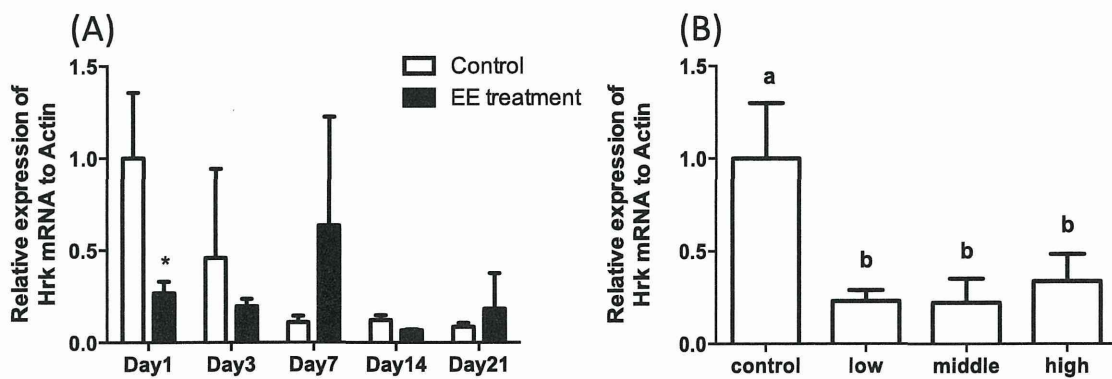 (A)
Relative expression of
Hrk mRNA to Actin
1.5
1.0
0.5
0.0
Control
EE treatment
*
Day1 Day3 Day7 Day14 Day21
(B)
Relative expression of
Hrk mRNA to Actin
1.5
1.0
0.5
0.0
a
b b b
control low middle high